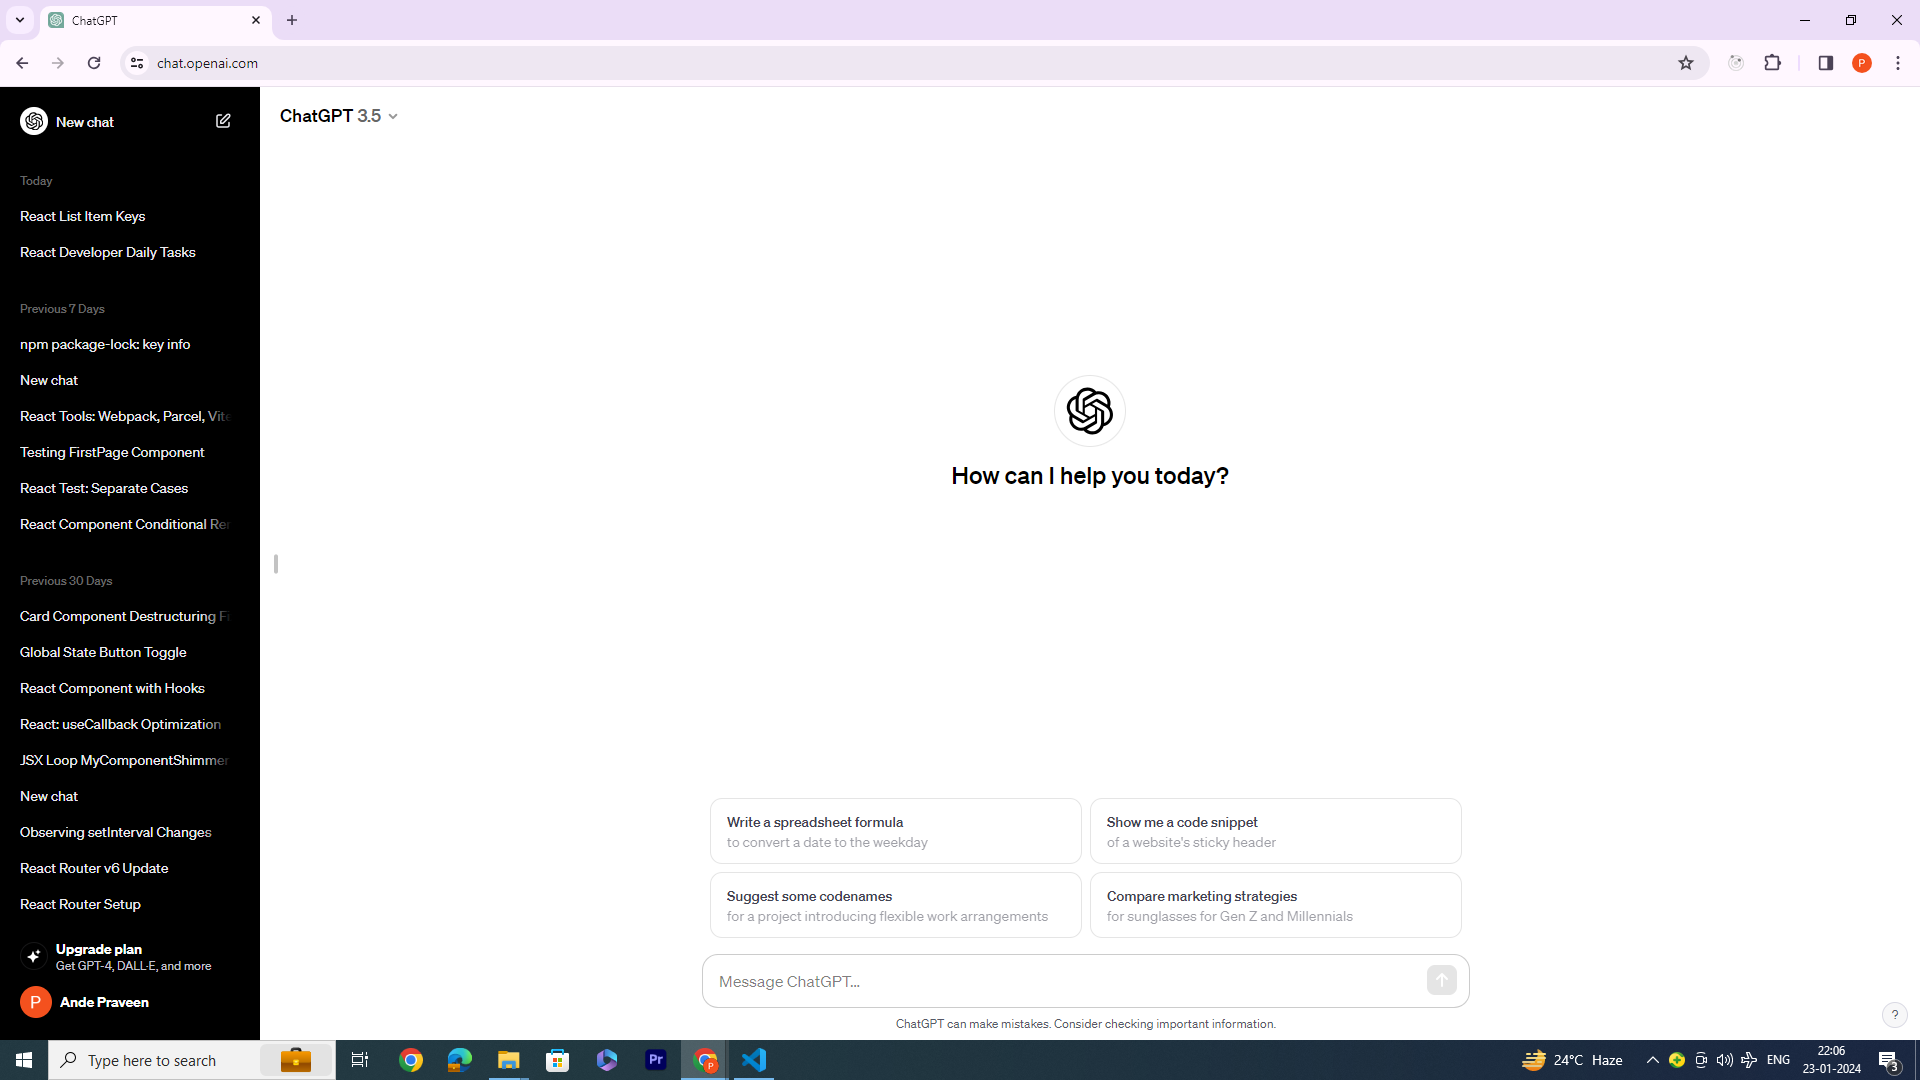 ChatGPT
chat.openai.com
P
New chat
ChatGPT 3.5
Today
React List Item Keys
React Developer Daily Tasks
Previous 7 Days
npm package-lock: key info
New chat
React Tools: Webpack, Parcel, Vite
Testing FirstPage Component
React Test: Separate Cases
React Component Conditional Ren
Previous 30 Days
Card Component Destructuring Fi
Global State Button Toggle
React Component with Hooks
React: useCallback Optimization
JSX Loop MyComponentShimmer
New chat
Observing setInterval Changes
React Router v6 Update
React Router Setup
Upgrade plan
Get GPT-4, DALL·E, and more
P
Ande Praveen
How can I help you today?
Write a spreadsheet formula
to convert a date to the weekday
Show me a code snippet
of a website's sticky header
Suggest some codenames
for a project introducing flexible work arrangements
Compare marketing strategies
for sunglasses for Gen Z and Millennials
Message ChatGPT...
ChatGPT can make mistakes. Consider checking important information.
?
Type here to search
Pr
P
24°C Haze
ENG
22:06
23-01-2024
3